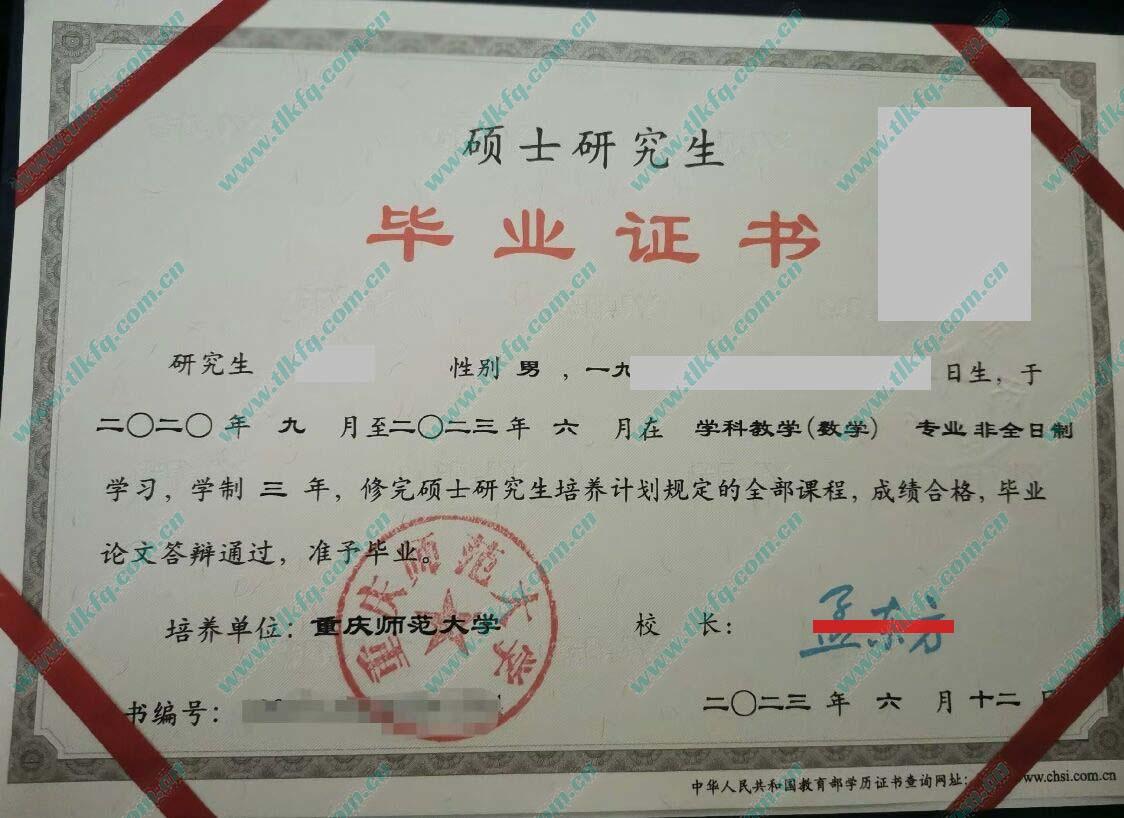 硕士研究生
毕业证书
研究生 性别 男 ，一九 日生，于
二〇二〇 年 九 月至二〇二三 年 六 月在 学科教学(数学) 专业 非全日制
学习，学制 三 年，修完硕士研究生培养计划规定的全部课程，成绩合格，毕业
论文答辩通过，准予毕业。
重庆师范大学
培养单位：重庆师范大学 校 长：孟东方
书编号：
二〇二三 年 六 月 十二 日
中华人民共和国教育部学历证书查询网址： www.chsi.com.cn
www.tlkfq.com.cn